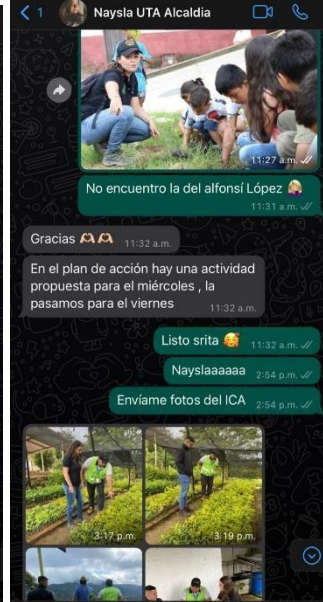 1
Naysla UTA Alcaldia
11:27 a.m.
No encuentro la del alfonsí López 🤦🏼‍♀️
11:31 a.m.
Gracias 🫶🏼🫶🏼
11:32 a.m.
En el plan de acción hay una actividad
propuesta para el miércoles , la
pasamos para el viernes
11:32 a.m.
Listo srita 🥰
11:32 a.m.
Nayslaaaaaa
2:54 p.m.
Envíame fotos del ICA
2:54 p.m.
3:17 p.m.
3:19 p.m.